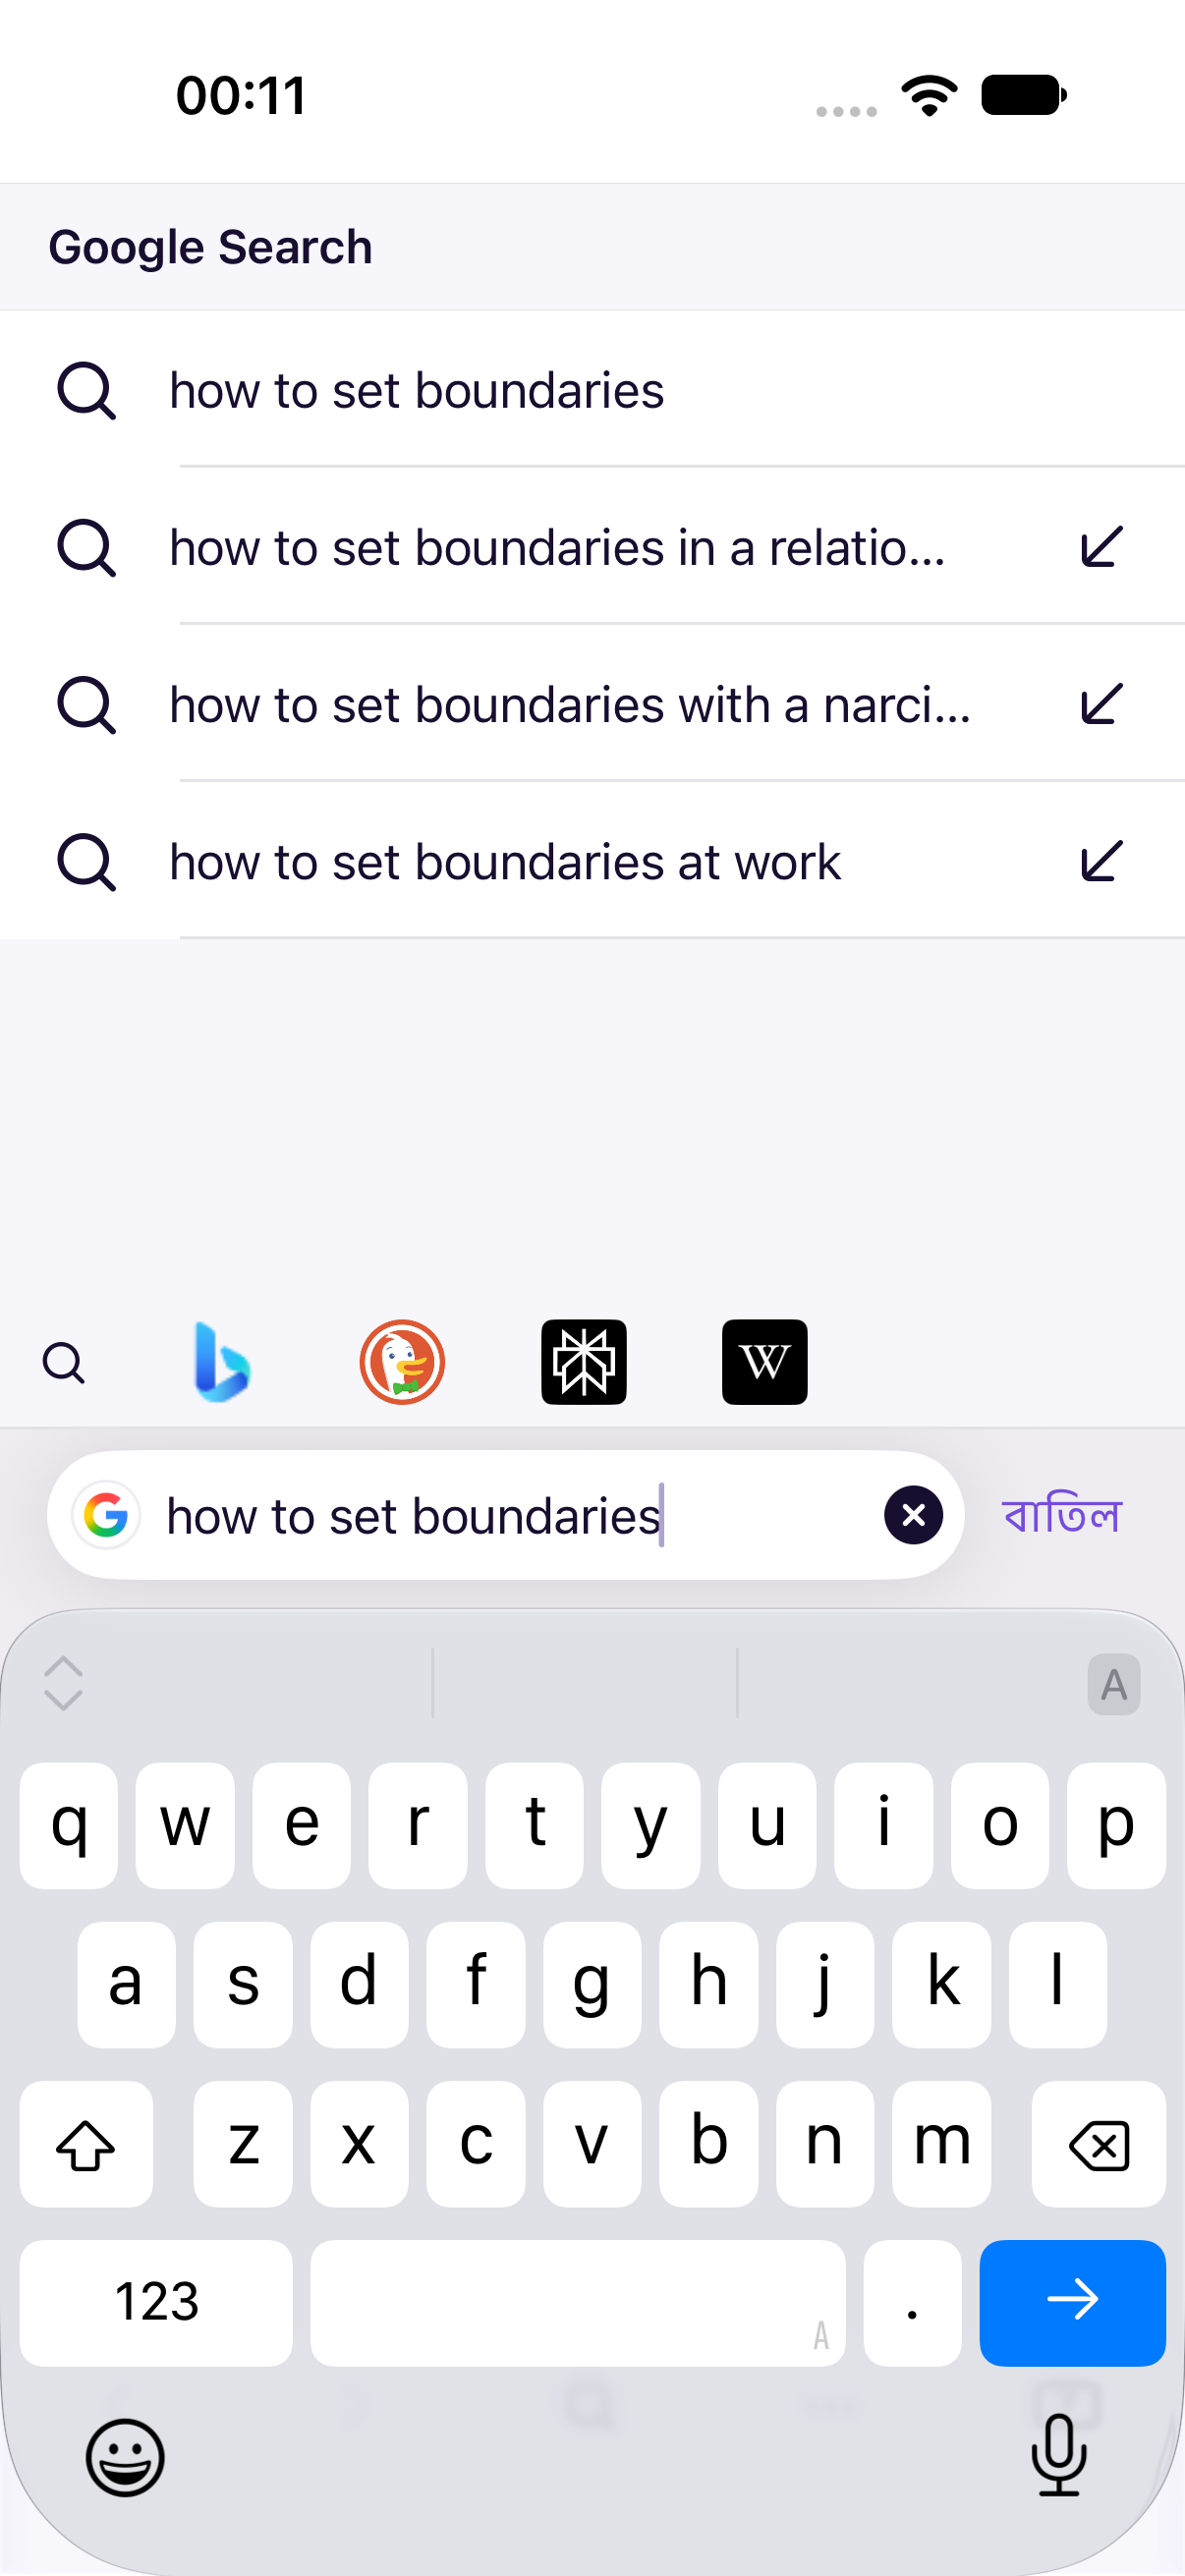 00:11
Google Search
how to set boundaries
how to set boundaries in a relatio...
how to set boundaries with a narci...
how to set boundaries at work
W
how to set boundaries
বাতিল
A
q w e r t y u i o p
a s d f g h j k l
z x c v b n m
123 A .